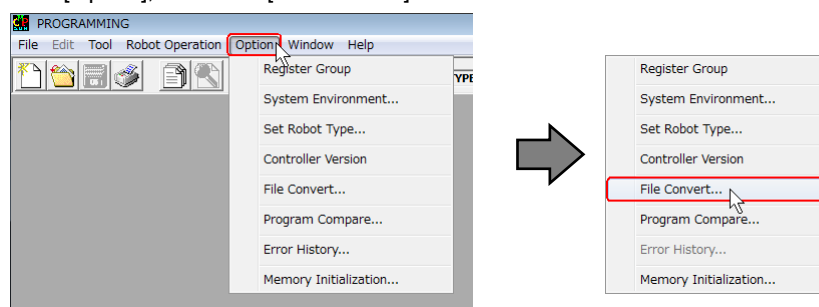 PROGRAMMING
File Edit Tool Robot Operation Option Window Help
TYPE
Register Group
System Environment...
Set Robot Type...
Controller Version
File Convert...
Program Compare...
Error History...
Memory Initialization...
Register Group
System Environment...
Set Robot Type...
Controller Version
File Convert...
Program Compare...
Error History...
Memory Initialization...